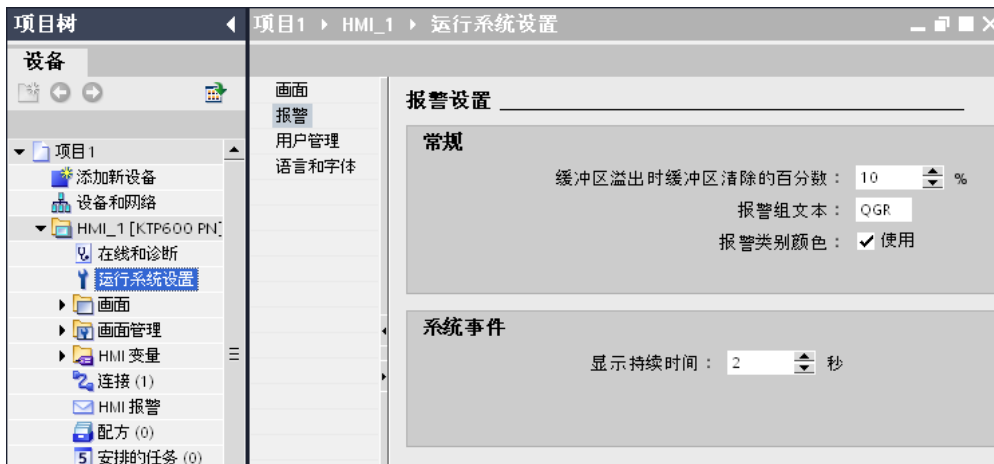 项目树
设备
项目1
添加新设备
设备和网络
HMI_1 [KTP600 PN]
在线和诊断
运行系统设置
画面
画面管理
HMI 变量
连接 (1)
HMI 报警
配方 (0)
安排的任务 (0)
项目1 HMI_1 运行系统设置
画面
报警
用户管理
语言和字体
报警设置
常规
缓冲区溢出时缓冲区清除的百分数： 10 %
报警组文本： QGR
报警类别颜色： 使用
系统事件
显示持续时间： 2 秒